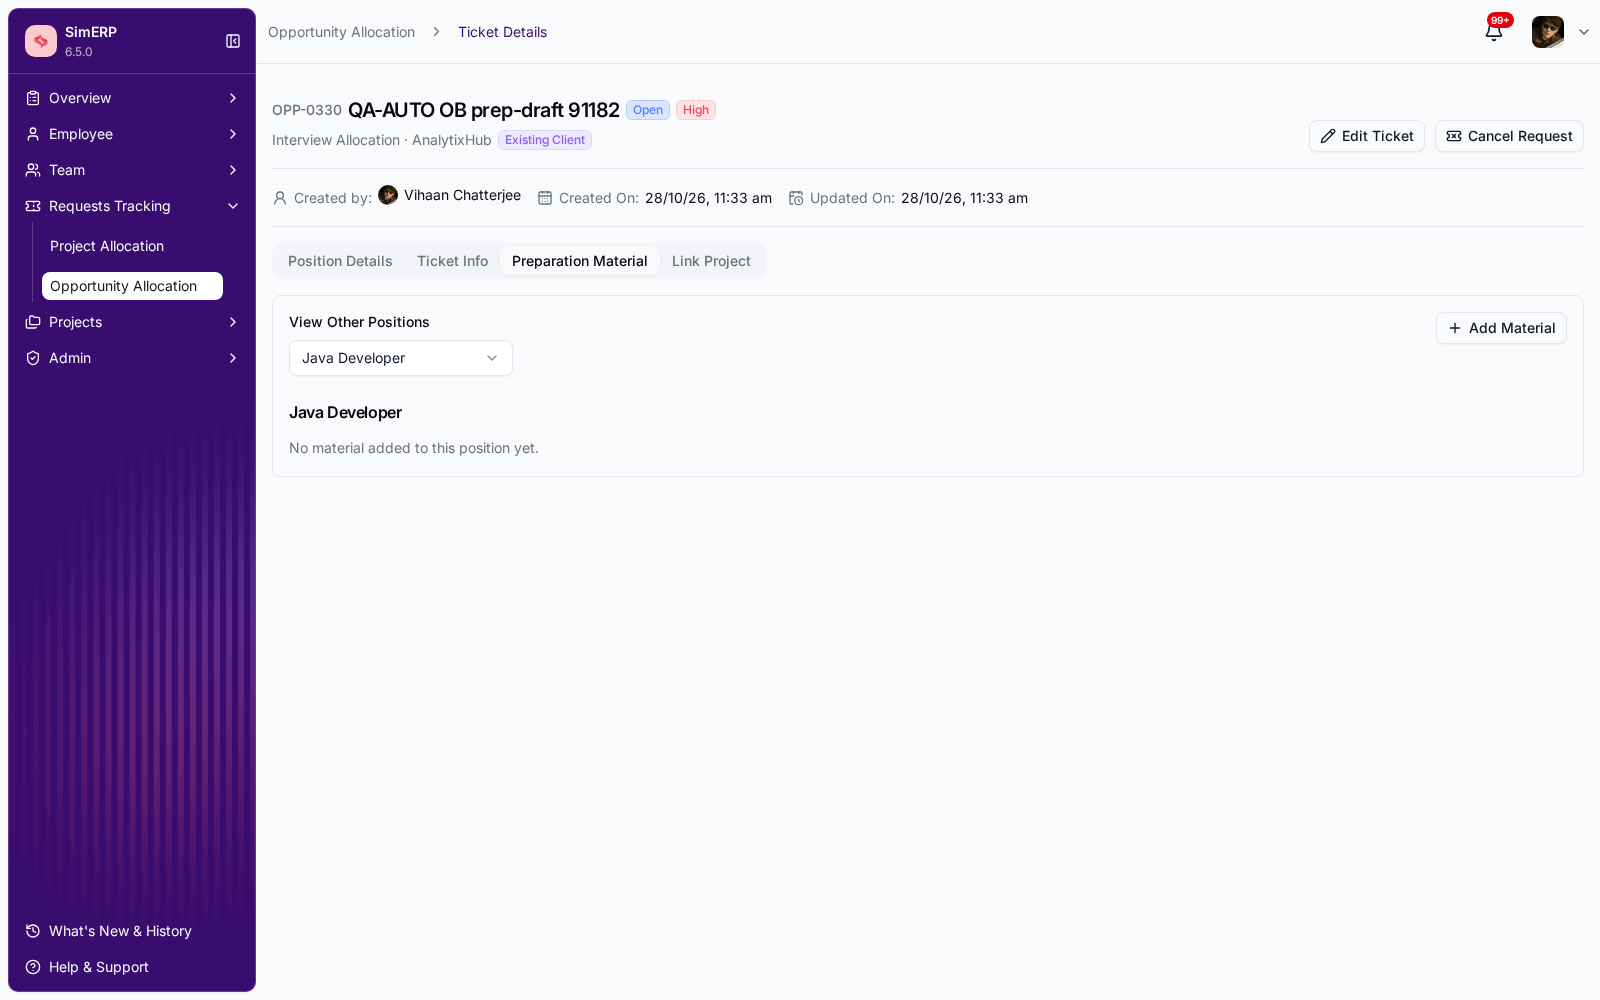 SimERP
6.5.0
Overview
Employee
Team
Requests Tracking
Project Allocation
Opportunity Allocation
Projects
Admin
What's New & History
Help & Support
Opportunity Allocation > Ticket Details
99+
OPP-0330 QA-AUTO OB prep-draft 91182 Open High
Interview Allocation · AnalytixHub Existing Client
Edit Ticket Cancel Request
Created by: Vihaan Chatterjee Created On: 28/10/26, 11:33 am Updated On: 28/10/26, 11:33 am
Position Details Ticket Info Preparation Material Link Project
View Other Positions
Add Material
Java Developer
Java Developer
No material added to this position yet.